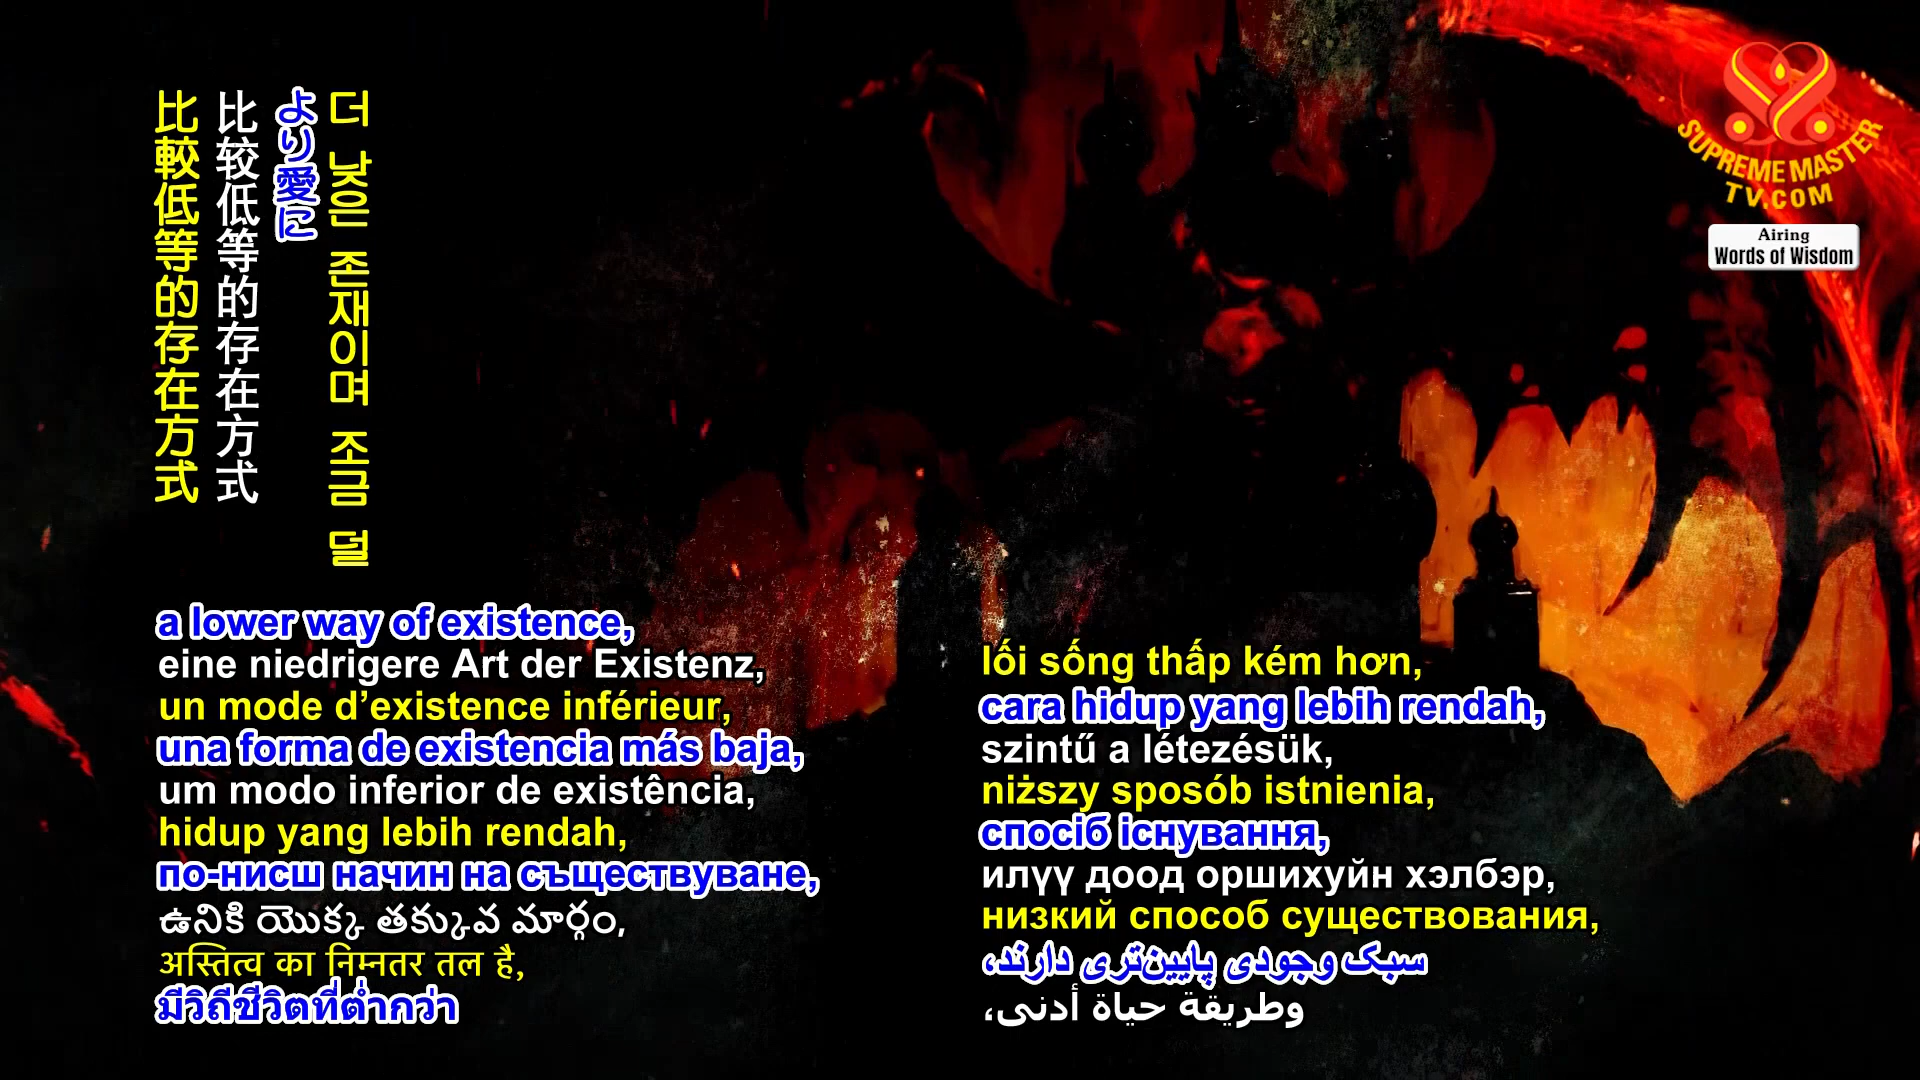 比較低等的存在方式
比较低等的存在方式
より愛に
더 낮은 존재이며 조금 덜
SUPREME MASTER
TV.COM
Airing
Words of Wisdom
a lower way of existence,
eine niedrigere Art der Existenz,
un mode d’existence inférieur,
una forma de existencia más baja,
um modo inferior de existência,
hidup yang lebih rendah,
по-нисш начин на съществуване,
ఉనికి యొక్క తక్కువ మార్గం,
अस्तित्व का निम्नतर तल है,
มีวิถีชีวิตที่ต่ำกว่า
lối sống thấp kém hơn,
cara hidup yang lebih rendah,
szintű a létezésük,
niższy sposób istnienia,
спосіб існування,
илүү доод оршихуйн хэлбэр,
низкий способ существования,
سبک وجودی پایین‌تری دارند،
وطريقة حياة أدنى،